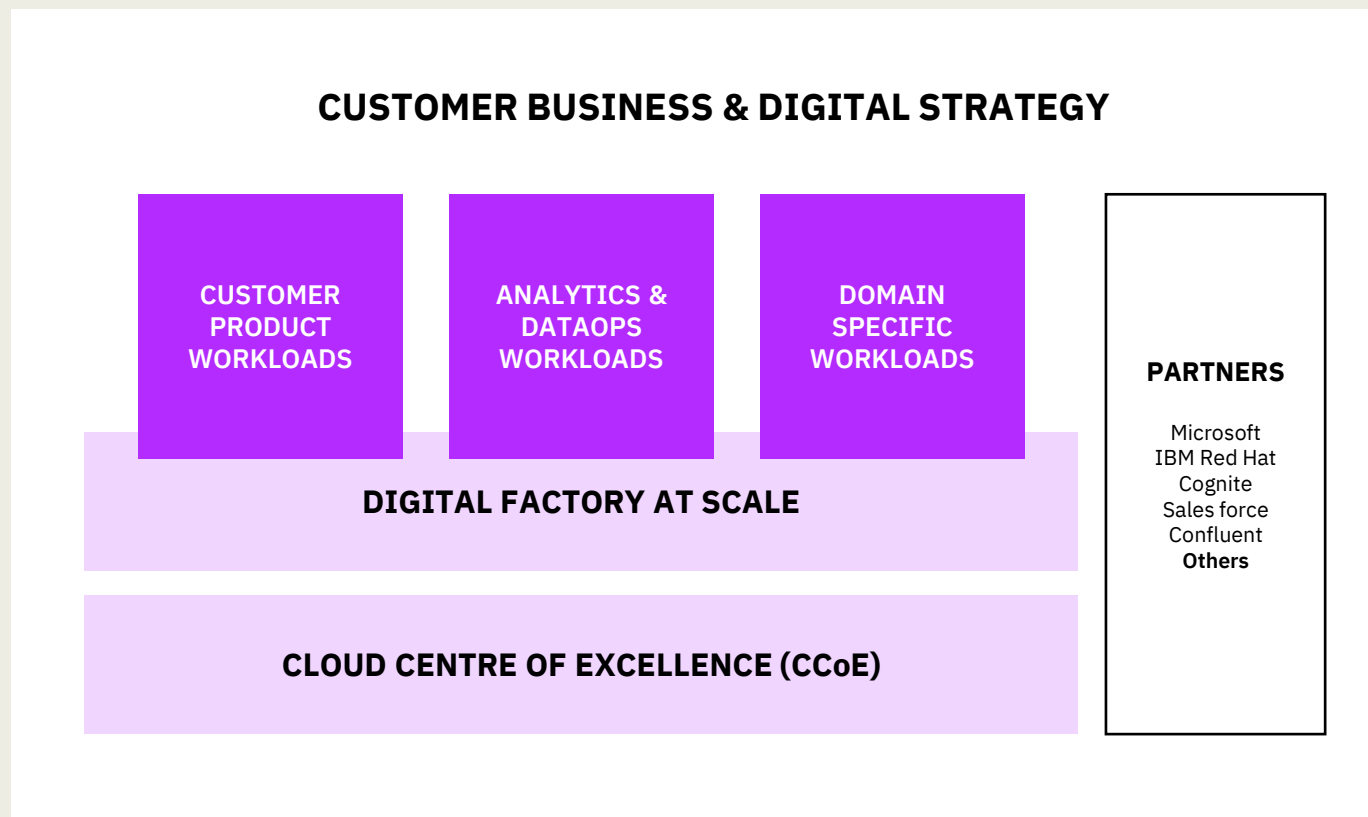 CUSTOMER BUSINESS & DIGITAL STRATEGY
CUSTOMER
PRODUCT
WORKLOADS
ANALYTICS &
DATAOPS
WORKLOADS
DOMAIN
SPECIFIC
WORKLOADS
DIGITAL FACTORY AT SCALE
CLOUD CENTRE OF EXCELLENCE (CCoE)
PARTNERS
Microsoft
IBM Red Hat
Cognite
Sales force
Confluent
Others